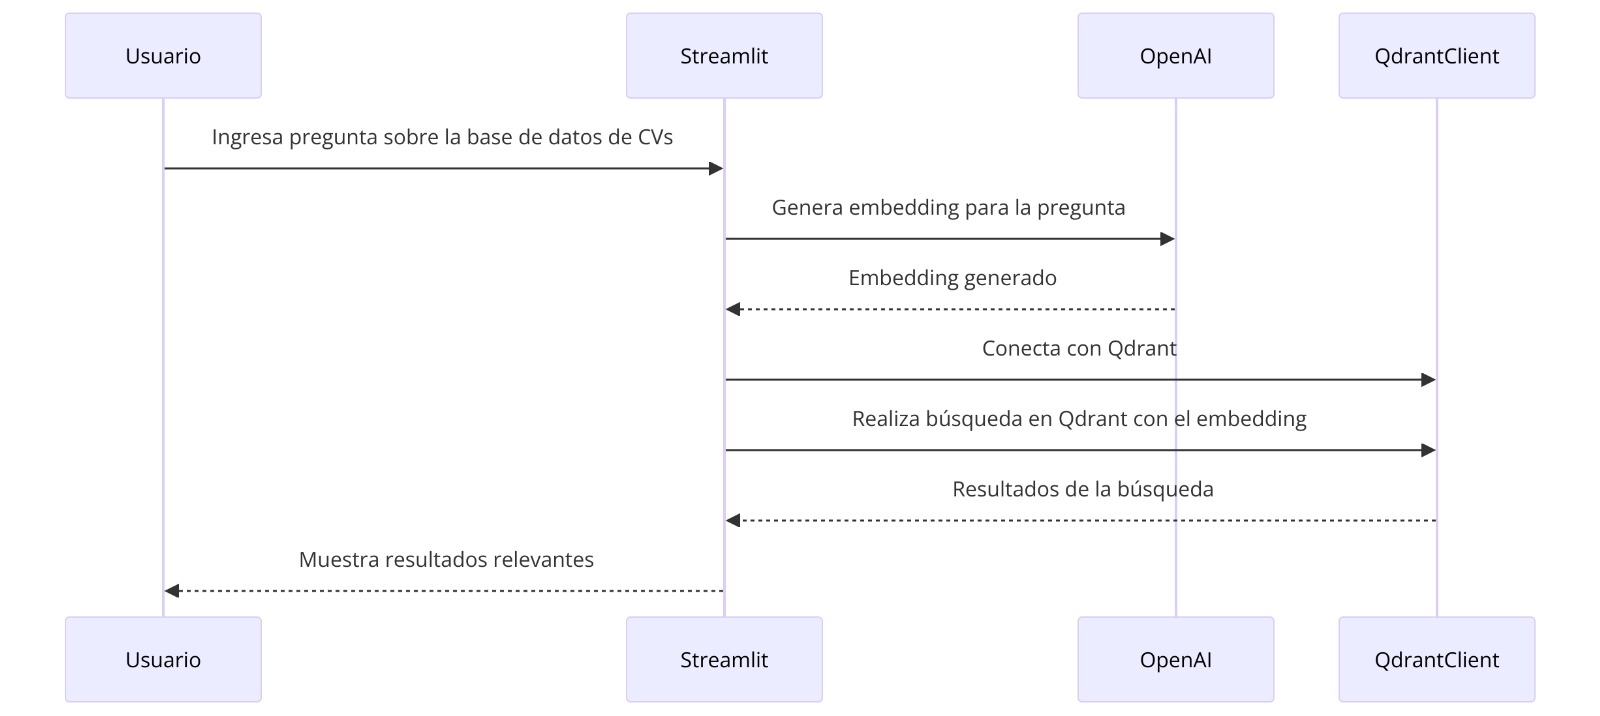 Usuario
Streamlit
OpenAI
QdrantClient
Ingresa pregunta sobre la base de datos de CVs
Genera embedding para la pregunta
Embedding generado
Conecta con Qdrant
Realiza búsqueda en Qdrant con el embedding
Resultados de la búsqueda
Muestra resultados relevantes
Usuario
Streamlit
OpenAI
QdrantClient